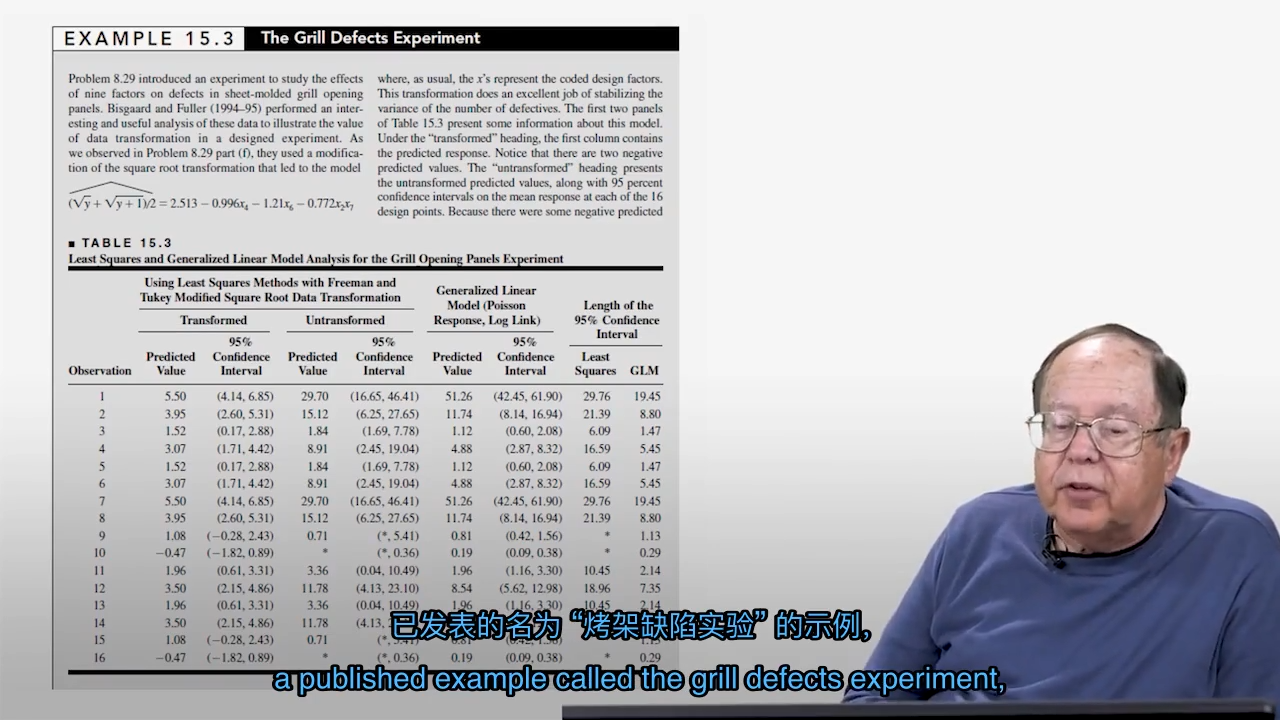 EXAMPLE 15.3 The Grill Defects Experiment
Problem 8.29 introduced an experiment to study the effects
of nine factors on defects in sheet-molded grill opening
panels. Bisgaard and Fuller (1994–95) performed an inter-
esting and useful analysis of these data to illustrate the value
of data transformation in a designed experiment. As
we observed in Problem 8.29 part (f), they used a modifica-
tion of the square root transformation that led to the model
(√y + √y + 1)/2 = 2.513 − 0.996x₄ − 1.21x₆ − 0.772x₂x₇
where, as usual, the x's represent the coded design factors.
This transformation does an excellent job of stabilizing the
variance of the number of defectives. The first two panels
of Table 15.3 present some information about this model.
Under the “transformed” heading, the first column contains
the predicted response. Notice that there are two negative
predicted values. The “untransformed” heading presents
the untransformed predicted values, along with 95 percent
confidence intervals on the mean response at each of the 16
design points. Because there were some negative predicted
■ TABLE 15.3
Least Squares and Generalized Linear Model Analysis for the Grill Opening Panels Experiment
Using Least Squares Methods with Freeman and
Tukey Modified Square Root Data Transformation
Generalized Linear
Model (Poisson
Response, Log Link)
Length of the
95% Confidence
Interval
Transformed Untransformed
Observation
Predicted
Value
95%
Confidence
Interval
Predicted
Value
95%
Confidence
Interval
Predicted
Value
95%
Confidence
Interval
Least
Squares
GLM
1 5.50 (4.14, 6.85) 29.70 (16.65, 46.41) 51.26 (42.45, 61.90) 29.76 19.45
2 3.95 (2.60, 5.31) 15.12 (6.25, 27.65) 11.74 (8.14, 16.94) 21.39 8.80
3 1.52 (0.17, 2.88) 1.84 (1.69, 7.78) 1.12 (0.60, 2.08) 6.09 1.47
4 3.07 (1.71, 4.42) 8.91 (2.45, 19.04) 4.88 (2.87, 8.32) 16.59 5.45
5 1.52 (0.17, 2.88) 1.84 (1.69, 7.78) 1.12 (0.60, 2.08) 6.09 1.47
6 3.07 (1.71, 4.42) 8.91 (2.45, 19.04) 4.88 (2.87, 8.32) 16.59 5.45
7 5.50 (4.14, 6.85) 29.70 (16.65, 46.41) 51.26 (42.45, 61.90) 29.76 19.45
8 3.95 (2.60, 5.31) 15.12 (6.25, 27.65) 11.74 (8.14, 16.94) 21.39 8.80
9 1.08 (−0.28, 2.43) 0.71 (*, 5.41) 0.81 (0.42, 1.56) * 1.13
10 −0.47 (−1.82, 0.89) * (*, 0.36) 0.19 (0.09, 0.38) * 0.29
11 1.96 (0.61, 3.31) 3.36 (0.04, 10.49) 1.96 (1.16, 3.30) 10.45 2.14
12 3.50 (2.15, 4.86) 11.78 (4.13, 23.10) 8.54 (5.62, 12.98) 18.96 7.35
13 1.96 (0.61, 3.31) 3.36 (0.04, 10.49) 1.96 (1.16, 3.30) 10.45 2.14
14 3.50 (2.15, 4.86) 11.78 (4.13,
15 1.08 (−0.28, 2.43) 0.71
16 −0.47 (−1.82, 0.89) * (*, 0.36) 0.19 (0.09, 0.38) * 0.29
已发表的名为“烤架缺陷实验”的示例,
a published example called the grill defects experiment,